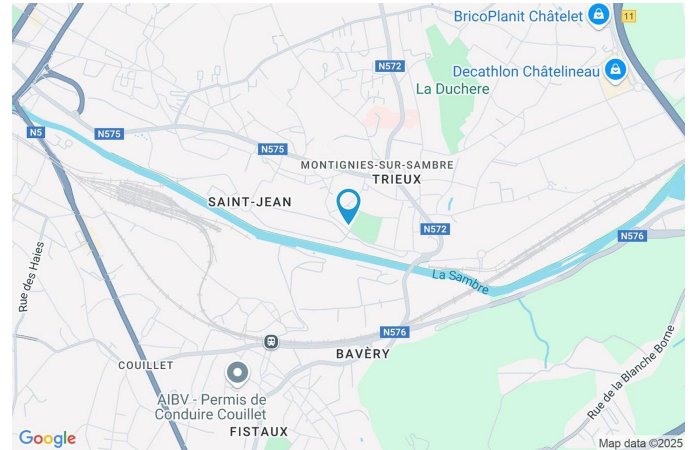 BricoPlanit Châtelet
11
Decathlon Châtelineau
N572
La Duchere
N5
N575
N575
MONTIGNIES-SUR-SAMBRE
TRIEUX
SAINT-JEAN
N572
N576
La Sambre
Rue des Haies
N576
BAVÈRY
COUILLET
Rue de la Blanche Borne
AIBV - Permis de
Conduire Couillet
FISTAUX
Google
Map data ©2025